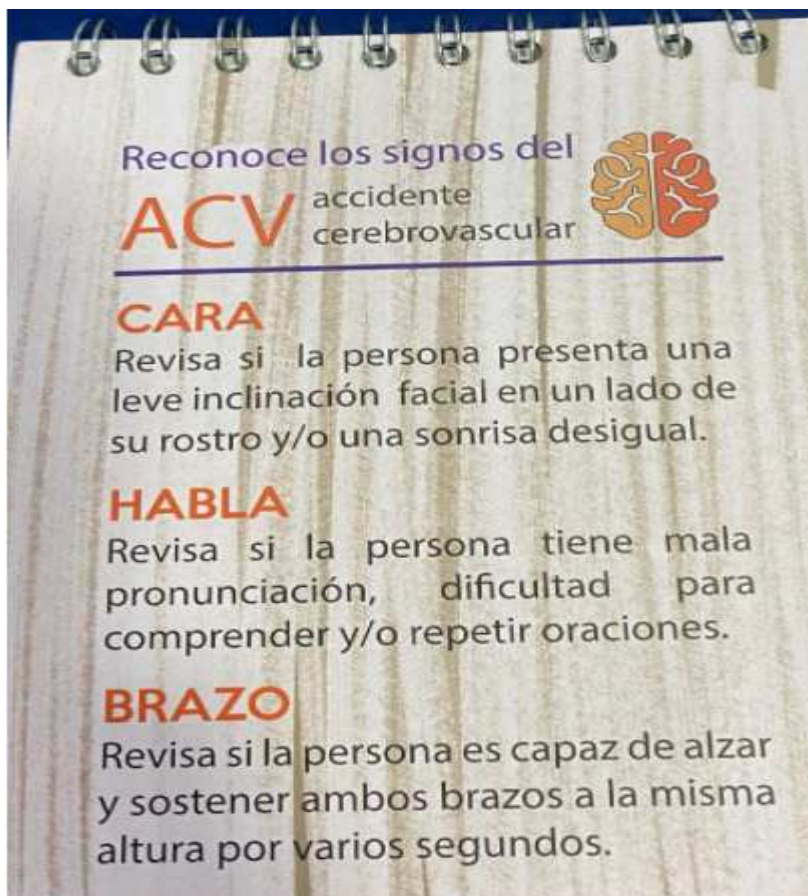 Reconoce los signos del
ACV accidente
cerebrovascular
CARA
Revisa si la persona presenta una
leve inclinación facial en un lado de
su rostro y/o una sonrisa desigual.
HABLA
Revisa si la persona tiene mala
pronunciación, dificultad para
comprender y/o repetir oraciones.
BRAZO
Revisa si la persona es capaz de alzar
y sostener ambos brazos a la misma
altura por varios segundos.